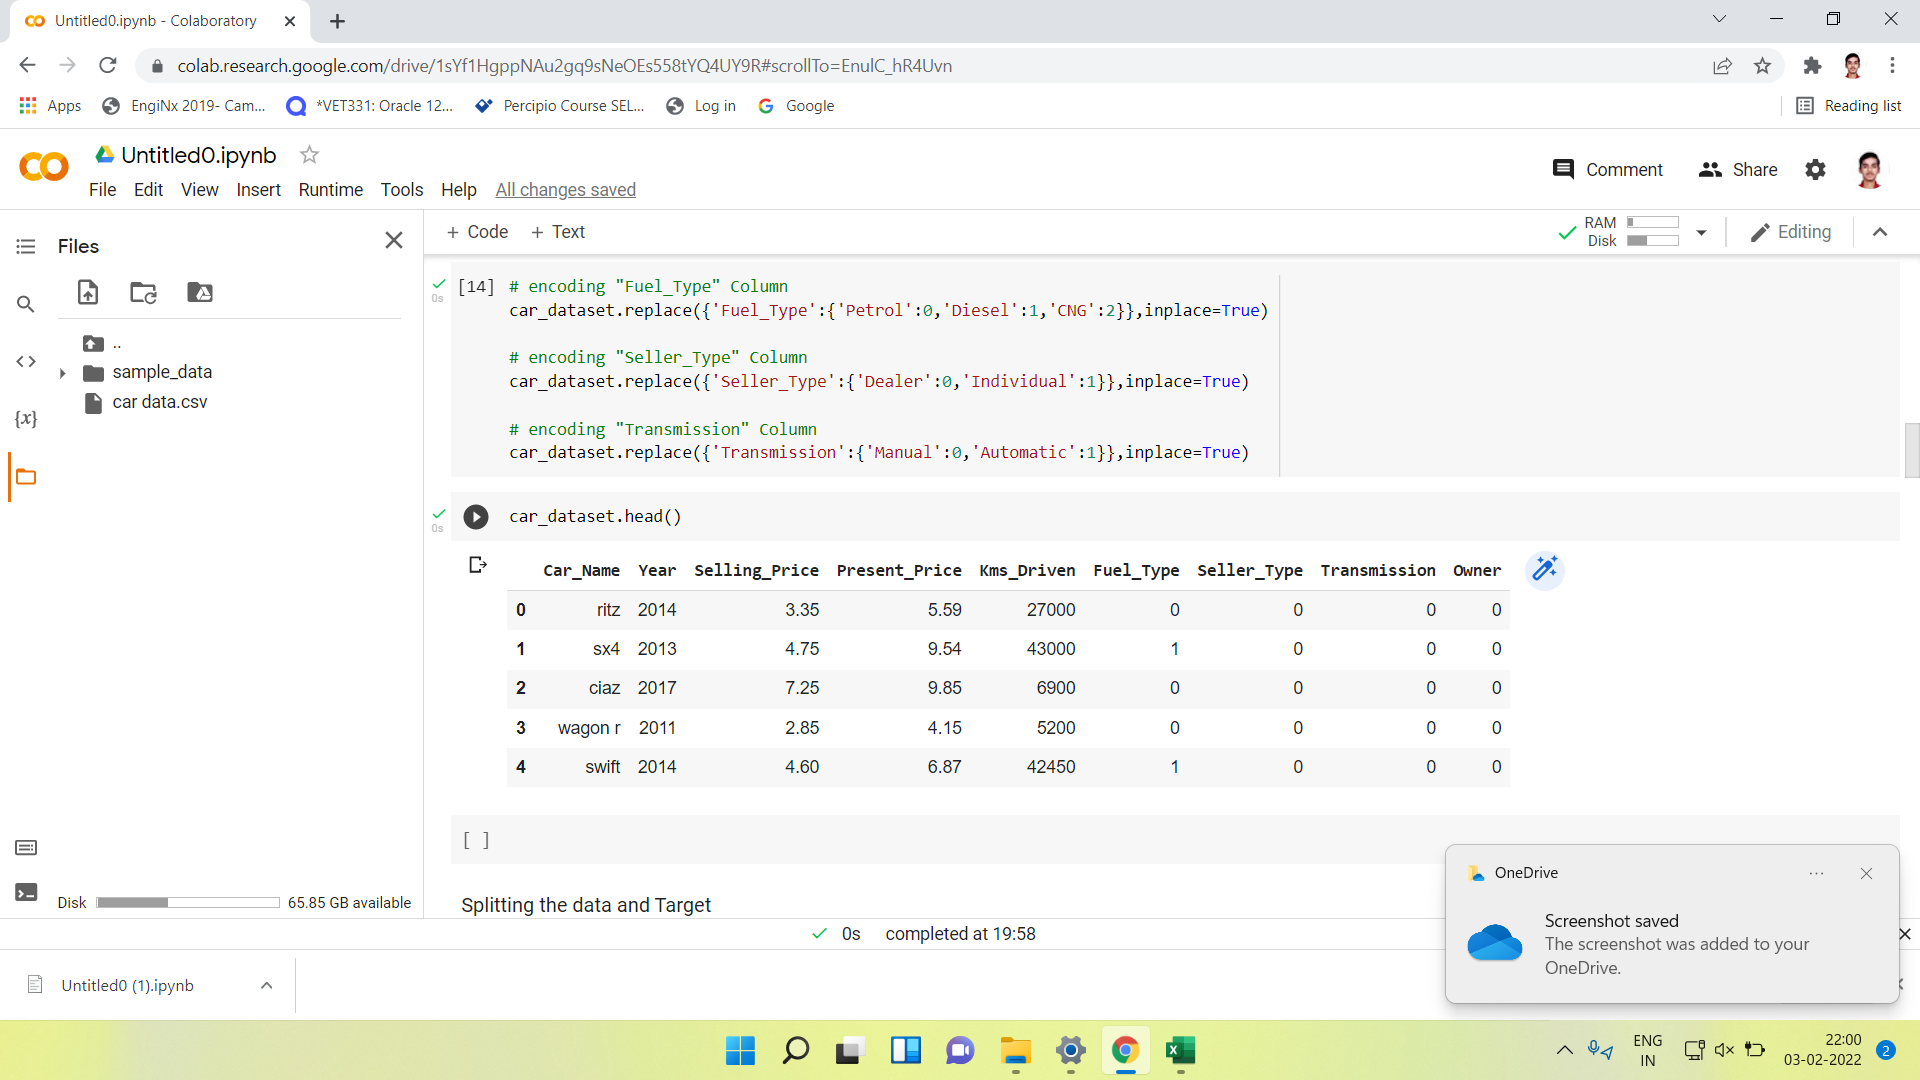 Untitled0.ipynb - Colaboratory
colab.research.google.com/drive/1sYf1HgppNAu2gq9sNeOEs558tYQ4UY9R#scrollTo=EnulC_hR4Uvn
Apps EngiNx 2019- Cam... *VET331: Oracle 12... Percipio Course SEL... Log in Google Reading list
Untitled0.ipynb
File Edit View Insert Runtime Tools Help All changes saved
Comment Share
Files
+ Code + Text
RAM
Disk
Editing
..
sample_data
car data.csv
{x}
Disk 65.85 GB available
0s
[14] # encoding "Fuel_Type" Column
car_dataset.replace({'Fuel_Type':{'Petrol':0,'Diesel':1,'CNG':2}},inplace=True)
# encoding "Seller_Type" Column
car_dataset.replace({'Seller_Type':{'Dealer':0,'Individual':1}},inplace=True)
# encoding "Transmission" Column
car_dataset.replace({'Transmission':{'Manual':0,'Automatic':1}},inplace=True)
0s
car_dataset.head()
Car_Name Year Selling_Price Present_Price Kms_Driven Fuel_Type Seller_Type Transmission Owner
0 ritz 2014 3.35 5.59 27000 0 0 0 0
1 sx4 2013 4.75 9.54 43000 1 0 0 0
2 ciaz 2017 7.25 9.85 6900 0 0 0 0
3 wagon r 2011 2.85 4.15 5200 0 0 0 0
4 swift 2014 4.60 6.87 42450 1 0 0 0
[ ]
Splitting the data and Target
0s completed at 19:58
OneDrive
Screenshot saved
The screenshot was added to your
OneDrive.
Untitled0 (1).ipynb
ENG
IN
22:00
03-02-2022
2